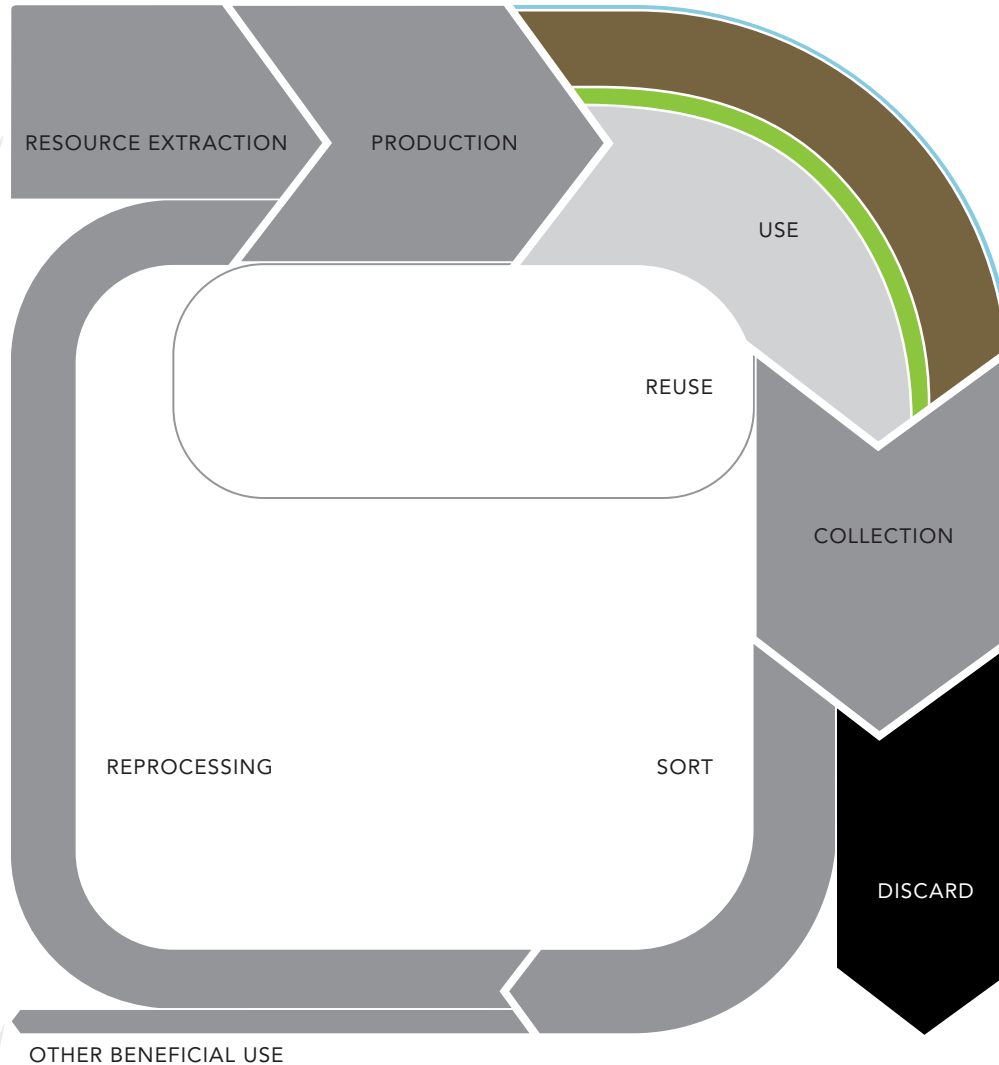 RESOURCE EXTRACTION
PRODUCTION
USE
REUSE
COLLECTION
REPROCESSING
SORT
DISCARD
OTHER BENEFICIAL USE